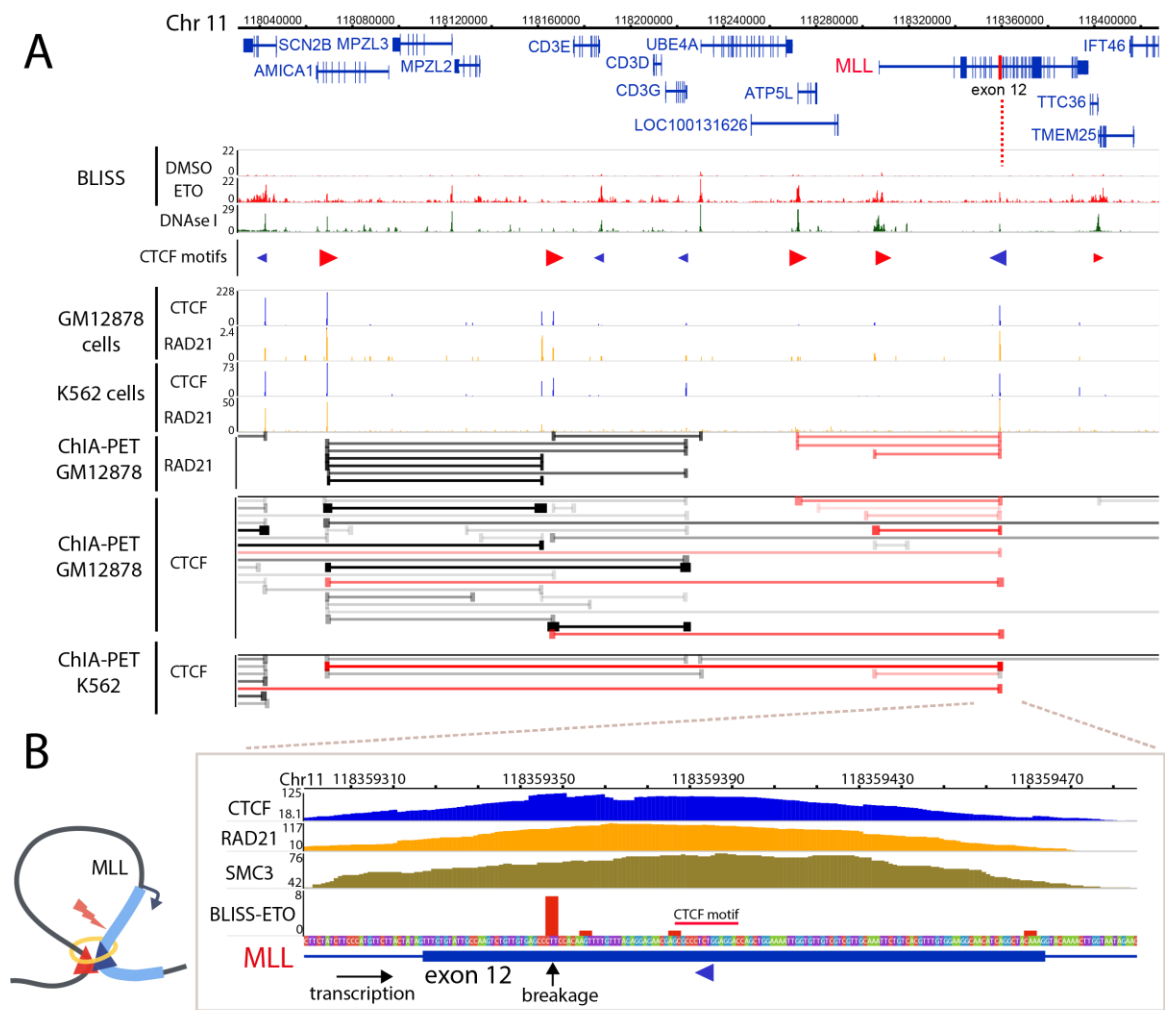 A
Chr 11
118040000 118080000 118120000 118160000 118200000 118240000 118280000 118320000 118360000 118400000
SCN2B MPZL3 CD3E UBE4A IFT46
AMICA1 MPZL2 CD3D MLL
CD3G ATP5L exon 12 TTC36
LOC100131626 TMEM25
BLISS
22
0
DMSO
22
0
ETO
29
0
DNAse I
CTCF motifs
GM12878
cells
228
0
CTCF
2.4
0
RAD21
K562 cells
73
0
CTCF
50
0
RAD21
ChIA-PET
GM12878
RAD21
ChIA-PET
GM12878
CTCF
ChIA-PET
K562
CTCF
B
MLL
Chr11 118359310 118359350 118359390 118359430 118359470
CTCF
125
18.1
RAD21
117
10
SMC3
76
42
BLISS-ETO
8
0
CTCF motif
CTTCTATCTTCCCATGTTCTTACTATAGTTTGTGTATTGCCAAGTCTGTTGTGAGCCCTTCCACAAGTTTTGTTTAGAGGAGAACGAGCGCCCTCTGGAGGACCAGCTGGAAAATTGGTGTTGTCGTCGTTGCAAATTCTGTCACGTTTGTGGAAGGCAACATCAGGCTACAAAGGTACAAAACTTGGTAATAGAAC
MLL
exon 12
transcription
breakage